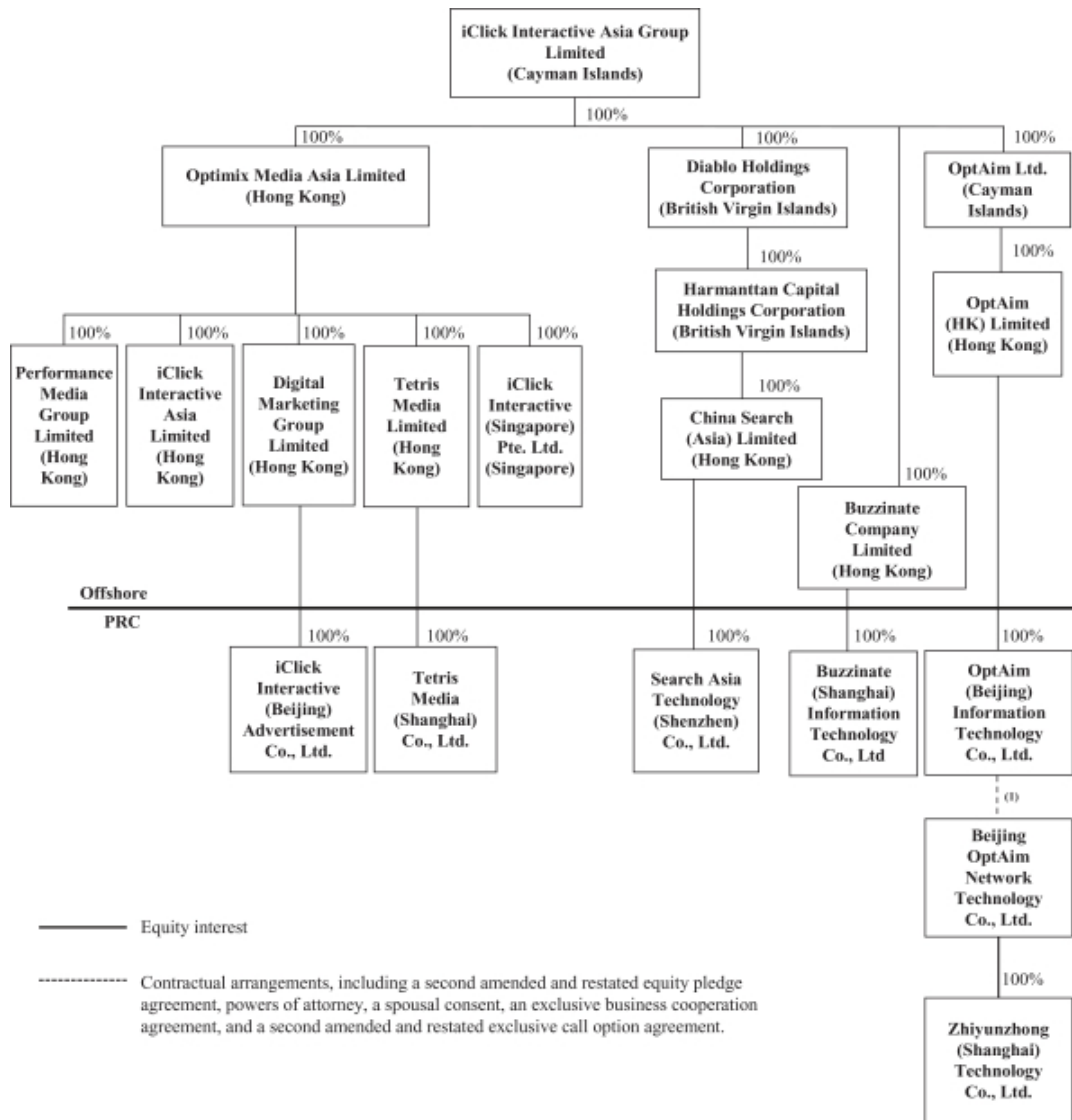 iClick Interactive Asia Group
Limited
(Cayman Islands)
100%
100%
100%
100%
Optimix Media Asia Limited
(Hong Kong)
Diablo Holdings
Corporation
(British Virgin Islands)
OptAim Ltd.
(Cayman
Islands)
100%
100%
Harmanttan Capital
Holdings Corporation
(British Virgin Islands)
OptAim
(HK) Limited
(Hong Kong)
100%
100%
100%
100%
100%
Performance
Media
Group
Limited
(Hong
Kong)
iClick
Interactive
Asia
Limited
(Hong
Kong)
Digital
Marketing
Group
Limited
(Hong Kong)
Tetris
Media
Limited
(Hong
Kong)
iClick
Interactive
(Singapore)
Pte. Ltd.
(Singapore)
100%
China Search
(Asia) Limited
(Hong Kong)
100%
Buzzinate
Company
Limited
(Hong Kong)
Offshore
PRC
100%
100%
100%
100%
100%
iClick
Interactive
(Beijing)
Advertisement
Co., Ltd.
Tetris
Media
(Shanghai)
Co., Ltd.
Search Asia
Technology
(Shenzhen)
Co., Ltd.
Buzzinate
(Shanghai)
Information
Technology
Co., Ltd
OptAim
(Beijing)
Information
Technology
Co., Ltd.
(1)
Beijing
OptAim
Network
Technology
Co., Ltd.
100%
Zhiyunzhong
(Shanghai)
Technology
Co., Ltd.
Equity interest
Contractual arrangements, including a second amended and restated equity pledge
agreement, powers of attorney, a spousal consent, an exclusive business cooperation
agreement, and a second amended and restated exclusive call option agreement.